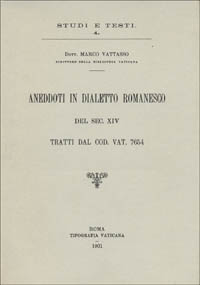 STUDI E TESTI.
4.
Dott. MARCO VATTASSO
SCRITTORE DELLA BIBLIOTECA VATICANA
ANEDDOTI IN DIALETTO ROMANESCO
DEL SEC. XIV
TRATTI DAL COD. VAT. 7654
ROMA
TIPOGRAFIA VATICANA
1901